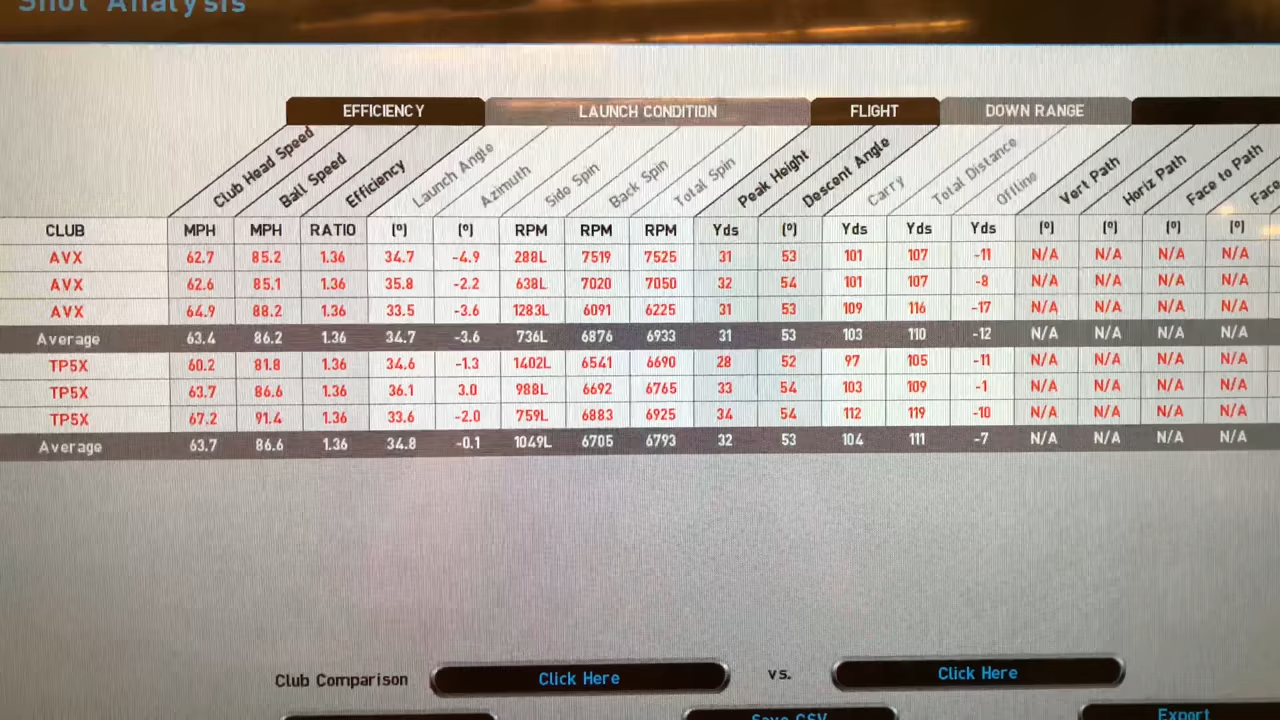 Shot Analysis
EFFICIENCY LAUNCH CONDITION FLIGHT DOWN RANGE
Club Head Speed Ball Speed Efficiency Launch Angle Azimuth Side Spin Back Spin Total Spin Peak Height Descent Angle Carry Total Distance Offline Vert Path Horiz Path Face to Path Face
CLUB MPH MPH RATIO (º) (º) RPM RPM RPM Yds (º) Yds Yds Yds (º) (º) (º) (º)
AVX 62.7 85.2 1.36 34.7 -4.9 288L 7519 7525 31 53 101 107 -11 N/A N/A N/A N/A
AVX 62.6 85.1 1.36 35.8 -2.2 638L 7020 7050 32 54 101 107 -8 N/A N/A N/A N/A
AVX 64.9 88.2 1.36 33.5 -3.6 1283L 6091 6225 31 53 109 116 -17 N/A N/A N/A N/A
Average 63.4 86.2 1.36 34.7 -3.6 736L 6876 6933 31 53 103 110 -12 N/A N/A N/A N/A
TP5X 60.2 81.8 1.36 34.6 -1.3 1402L 6541 6690 28 52 97 105 -11 N/A N/A N/A N/A
TP5X 63.7 86.6 1.36 36.1 3.0 988L 6692 6765 33 54 103 109 -1 N/A N/A N/A N/A
TP5X 67.2 91.4 1.36 33.6 -2.0 759L 6883 6925 34 54 112 119 -10 N/A N/A N/A N/A
Average 63.7 86.6 1.36 34.8 -0.1 1049L 6705 6793 32 53 104 111 -7 N/A N/A N/A N/A
Club Comparison Click Here vs. Click Here
Save CSV Export